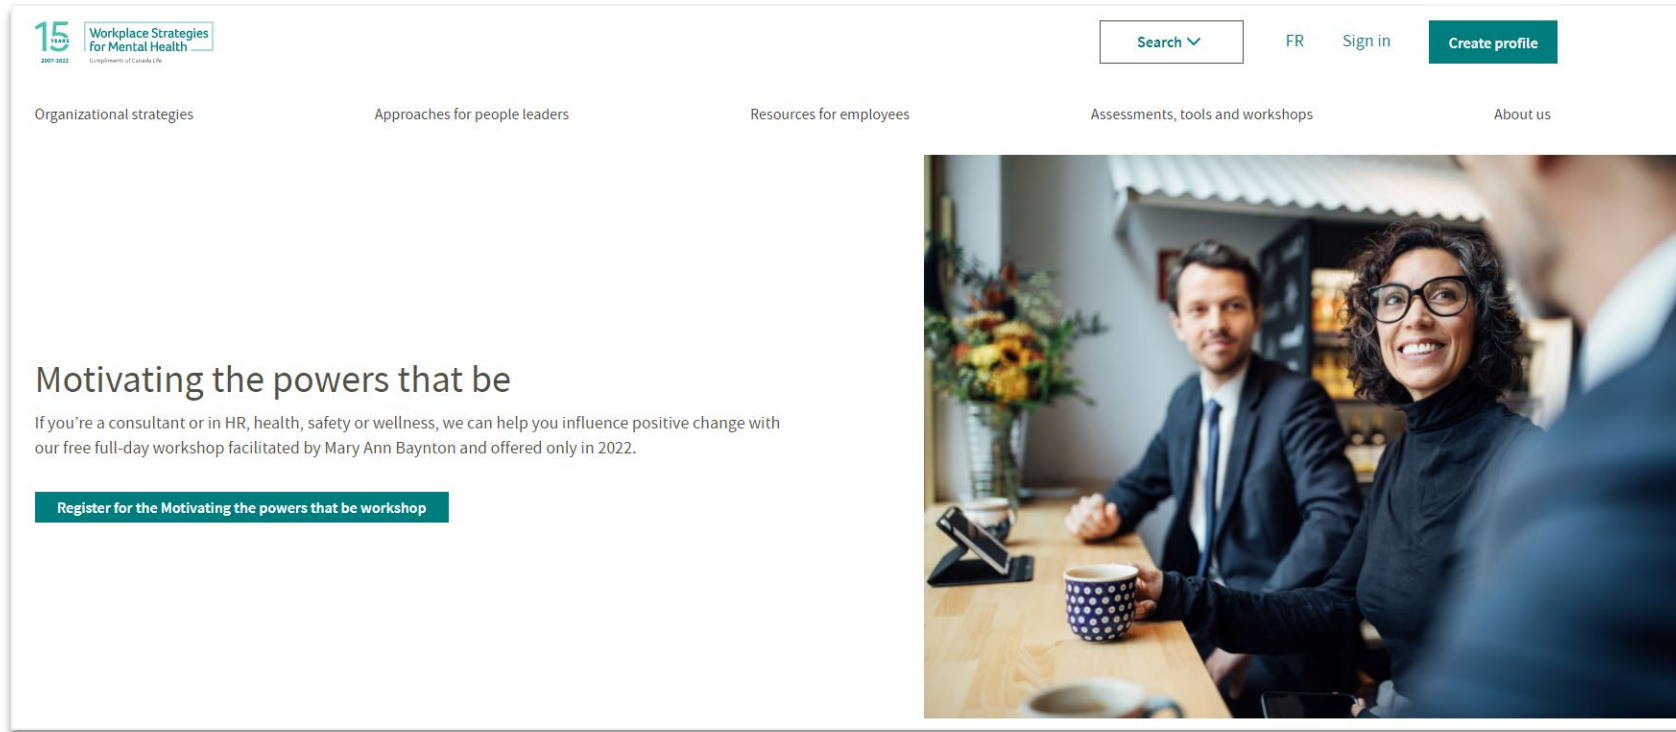 15
YEARS
2007-2022
Workplace Strategies
for Mental Health
Compliments of Canada Life
Search
FR
Sign in
Create profile
Organizational strategies
Approaches for people leaders
Resources for employees
Assessments, tools and workshops
About us
Motivating the powers that be
If you’re a consultant or in HR, health, safety or wellness, we can help you influence positive change with
our free full-day workshop facilitated by Mary Ann Baynton and offered only in 2022.
Register for the Motivating the powers that be workshop